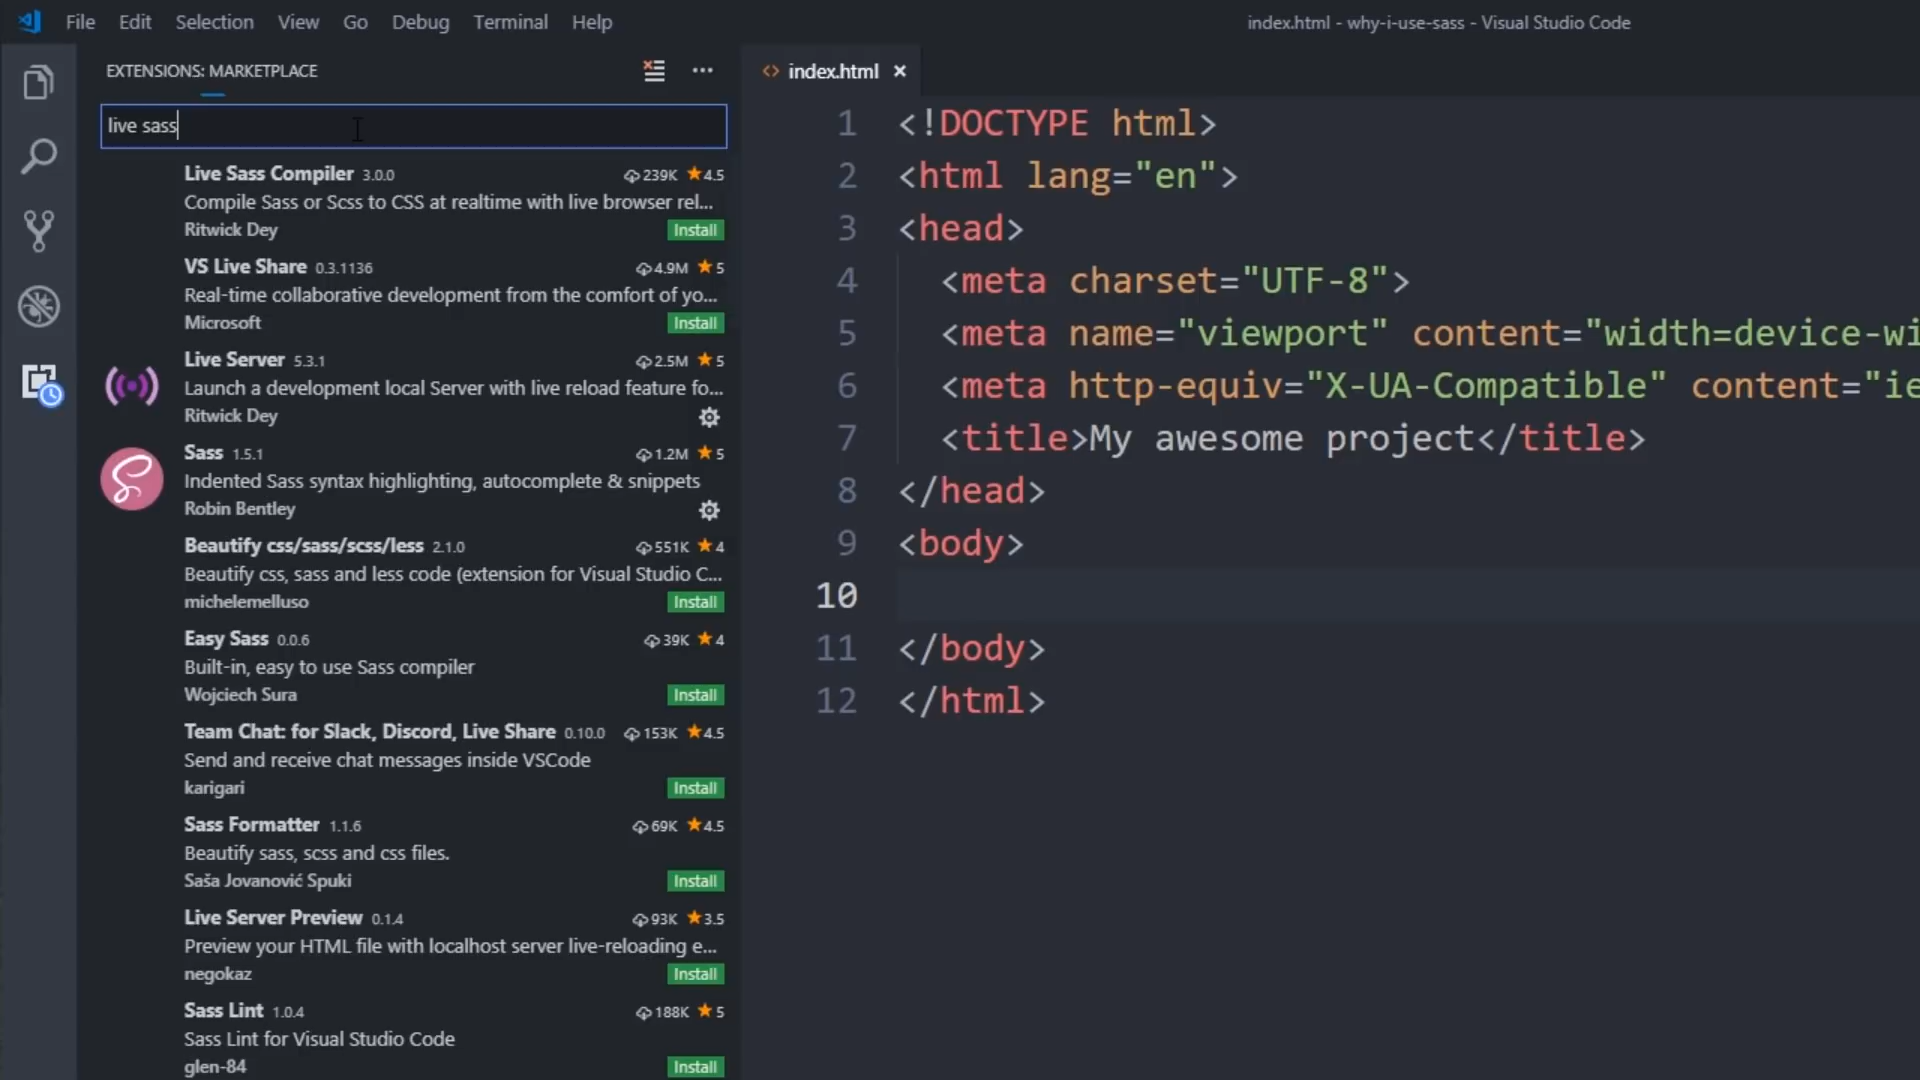 File Edit Selection View Go Debug Terminal Help
index.html - why-i-use-sass - Visual Studio Code
EXTENSIONS: MARKETPLACE
live sass
Live Sass Compiler 3.0.0 239K 4.5
Compile Sass or Scss to CSS at realtime with live browser rel...
Ritwick Dey Install
VS Live Share 0.3.1136 4.9M 5
Real-time collaborative development from the comfort of yo...
Microsoft Install
Live Server 5.3.1 2.5M 5
Launch a development local Server with live reload feature fo...
Ritwick Dey
Sass 1.5.1 1.2M 5
Indented Sass syntax highlighting, autocomplete & snippets
Robin Bentley
Beautify css/sass/scss/less 2.1.0 551K 4
Beautify css, sass and less code (extension for Visual Studio C...
michelemelluso Install
Easy Sass 0.0.6 39K 4
Built-in, easy to use Sass compiler
Wojciech Sura Install
Team Chat: for Slack, Discord, Live Share 0.10.0 153K 4.5
Send and receive chat messages inside VSCode
karigari Install
Sass Formatter 1.1.6 69K 4.5
Beautify sass, scss and css files.
Saša Jovanović Spuki Install
Live Server Preview 0.1.4 93K 3.5
Preview your HTML file with localhost server live-reloading e...
negokaz Install
Sass Lint 1.0.4 188K 5
Sass Lint for Visual Studio Code
glen-84 Install
<> index.html ×
1 <!DOCTYPE html>
2 <html lang="en">
3 <head>
4 <meta charset="UTF-8">
5 <meta name="viewport" content="width=device-wi
6 <meta http-equiv="X-UA-Compatible" content="ie
7 <title>My awesome project</title>
8 </head>
9 <body>
10
11 </body>
12 </html>